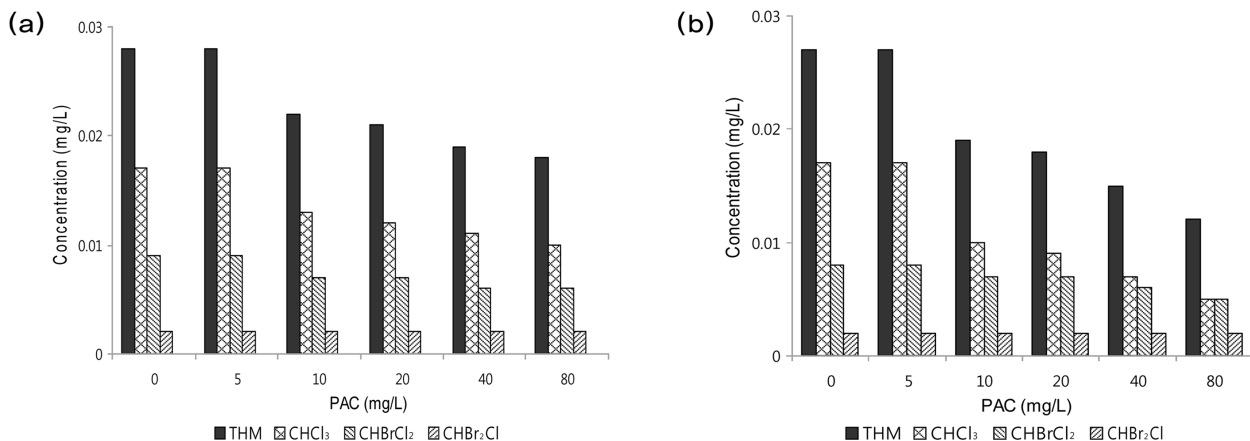 (a)
0.03
0.02
0.01
0
Concentration (mg/L)
0 5 10 20 40 80
PAC (mg/L)
THM CHCl₃ CHBrCl₂ CHBr₂Cl
(b)
0.03
0.02
0.01
0
Concentration (mg/L)
0 5 10 20 40 80
PAC (mg/L)
THM CHCl₃ CHBrCl₂ CHBr₂Cl